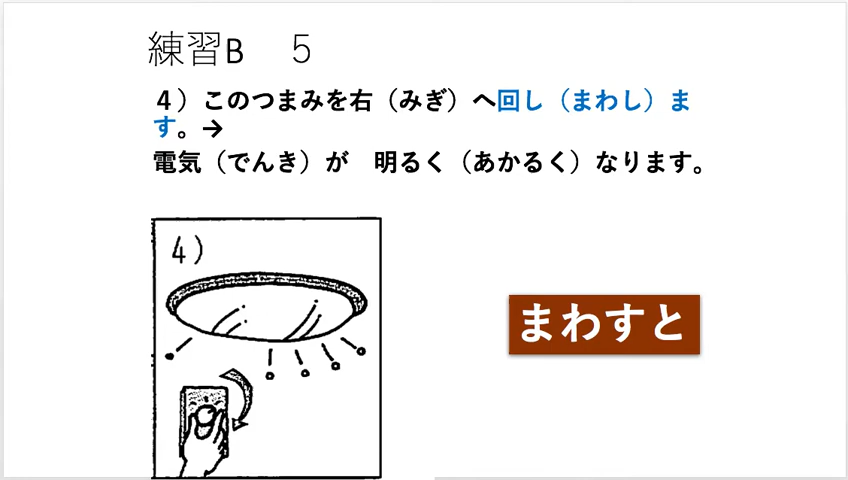 練習B　5
４）このつまみを右（みぎ）へ回し（まわし）ま
す。→
電気（でんき）が　明るく（あかるく）なります。
4）
まわすと